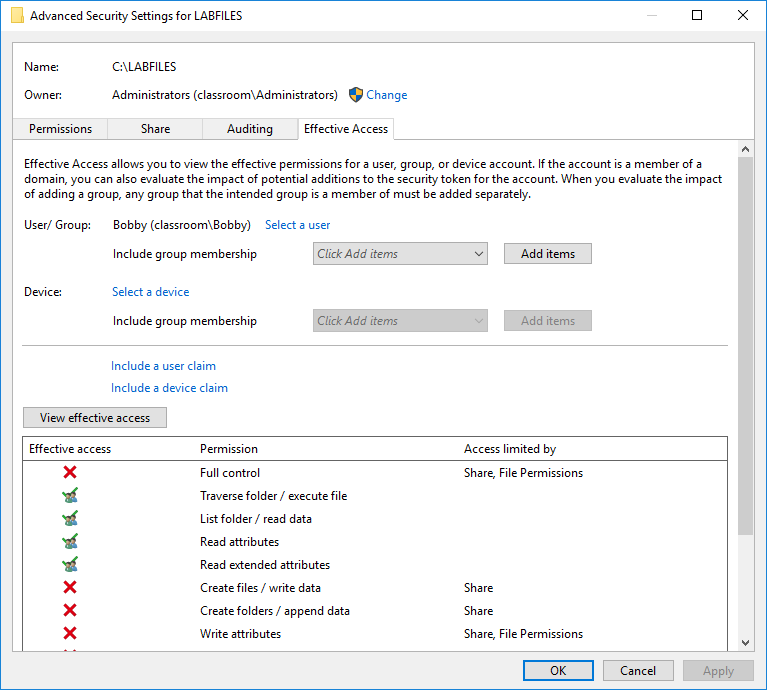 Advanced Security Settings for LABFILES
Name: C:\LABFILES
Owner: Administrators (classroom\Administrators) Change
Permissions Share Auditing Effective Access
Effective Access allows you to view the effective permissions for a user, group, or device account. If the account is a member of a
domain, you can also evaluate the impact of potential additions to the security token for the account. When you evaluate the impact
of adding a group, any group that the intended group is a member of must be added separately.
User/ Group: Bobby (classroom\Bobby) Select a user
Include group membership Click Add items Add items
Device: Select a device
Include group membership Click Add items Add items
Include a user claim
Include a device claim
View effective access
Effective access Permission Access limited by
Full control Share, File Permissions
Traverse folder / execute file
List folder / read data
Read attributes
Read extended attributes
Create files / write data Share
Create folders / append data Share
Write attributes Share, File Permissions
OK Cancel Apply